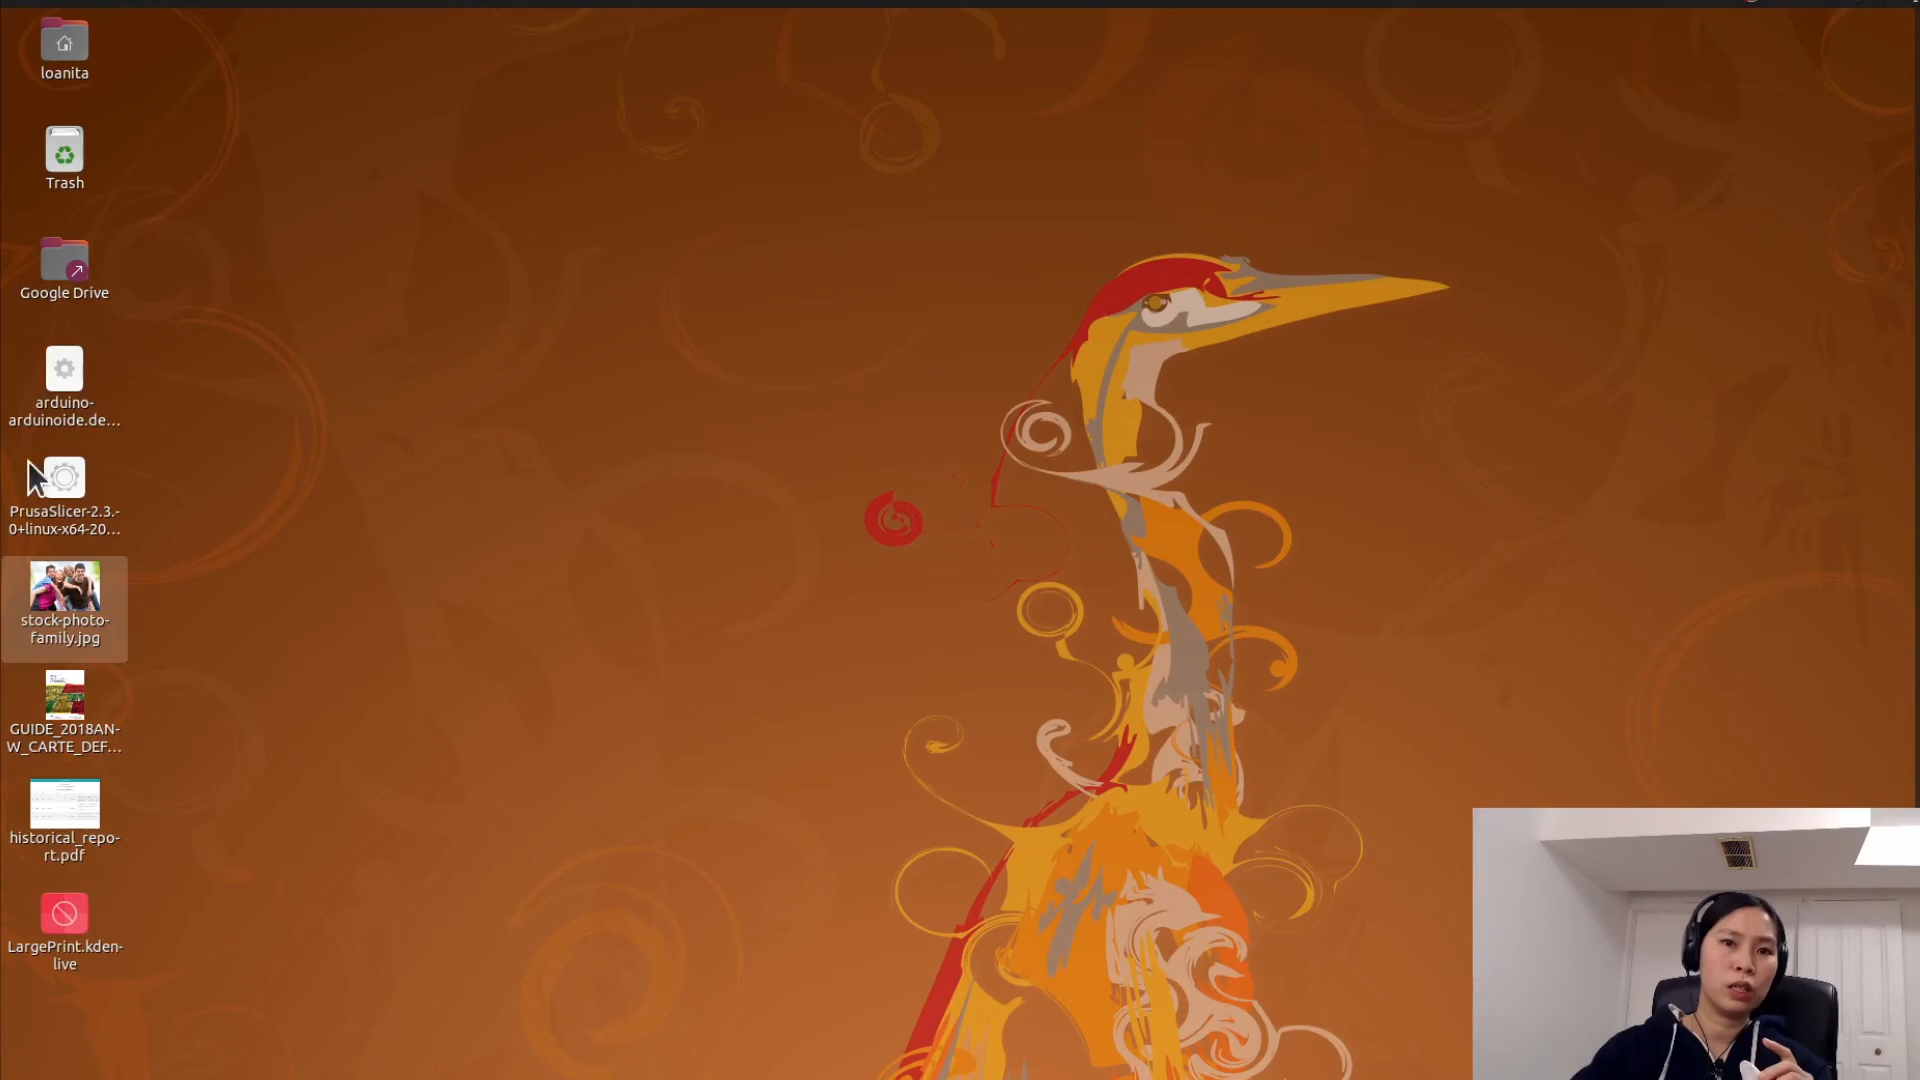 loanita
Trash
Google Drive
arduino-
arduinoide.de...
PrusaSlicer-2.3.-
0+linux-x64-20...
stock-photo-
family.jpg
GUIDE_2018AN-
W_CARTE_DEF...
historical_repo-
rt.pdf
LargePrint.kden-
live